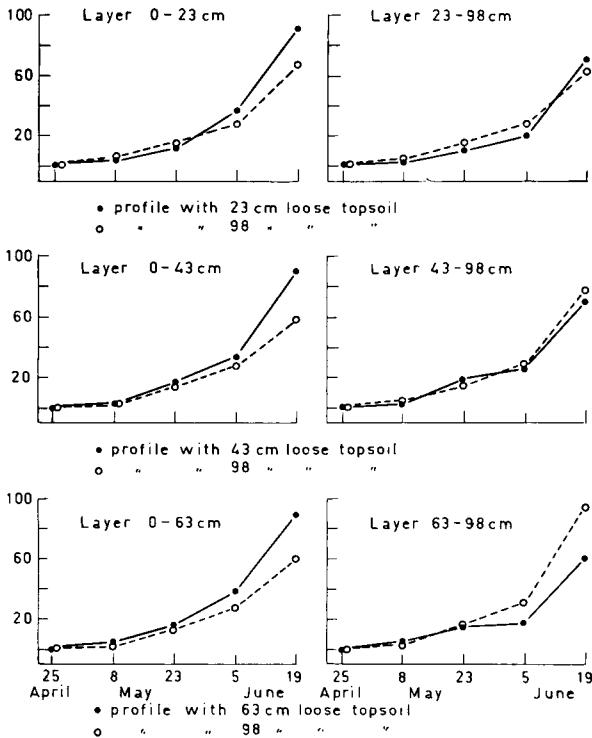 Layer 0-23cm
Layer 23-98cm
100
60
20
• profile with 23 cm loose topsoil
o " " 98 " " "
Layer 0-43cm
Layer 43-98cm
100
60
20
• profile with 43 cm loose topsoil
o " " 98 " " "
Layer 0-63cm
Layer 63-98cm
100
60
20
25 8 23 5 19
April May June
25 8 23 5 19
April May June
• profile with 63 cm loose topsoil
o " " 98 " " "